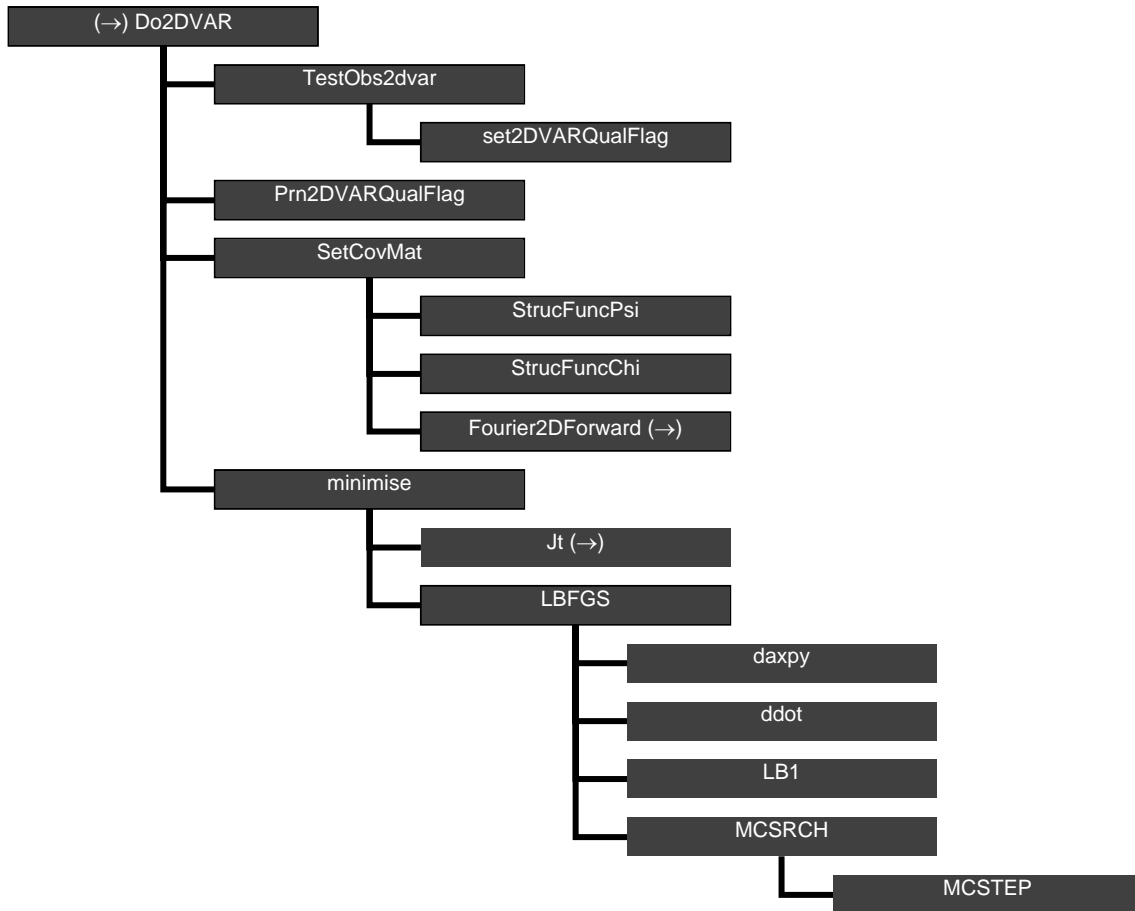 (→) Do2DVAR
TestObs2dvar
set2DVARQualFlag
Prn2DVARQualFlag
SetCovMat
StrucFuncPsi
StrucFuncChi
Fourier2DForward (→)
minimise
Jt (→)
LBFGS
daxpy
ddot
LB1
MCSRCH
MCSTEP